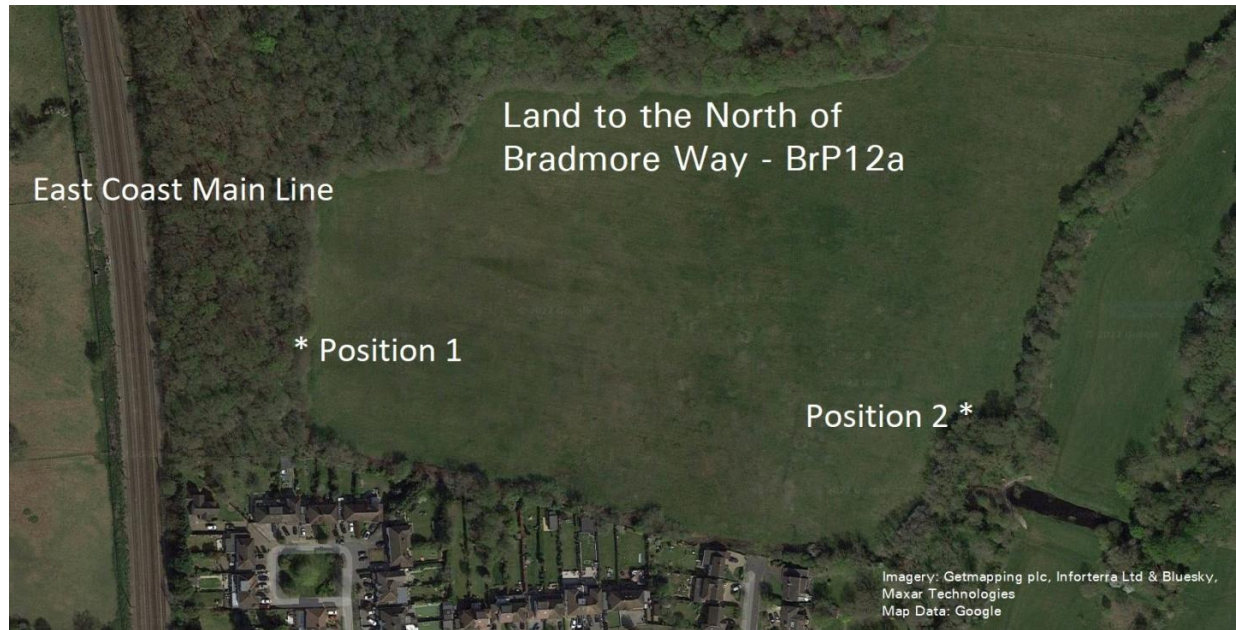 Land to the North of
Bradmore Way - BrP12a
East Coast Main Line
* Position 1
Position 2 *
Imagery: Getmapping plc, Inforterra Ltd & Bluesky,
Maxar Technologies
Map Data: Google